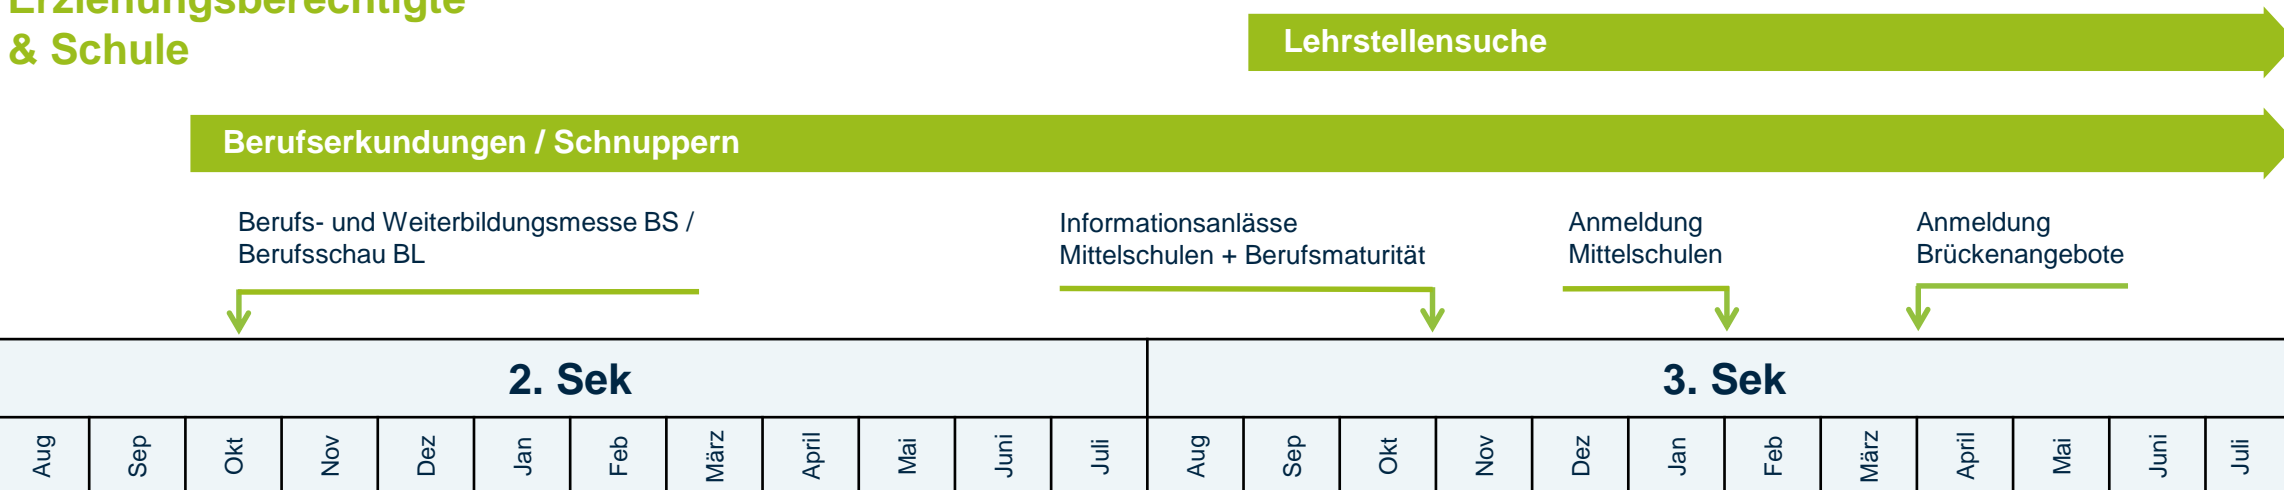 Erziehungsberechtigte
& Schule
Lehrstellensuche
Berufserkundungen / Schnuppern
Berufs- und Weiterbildungsmesse BS /
Berufsschau BL
Informationsanlässe
Mittelschulen + Berufsmaturität
Anmeldung
Mittelschulen
Anmeldung
Brückenangebote
2. Sek
3. Sek
Aug
Sep
Okt
Nov
Dez
Jan
Feb
März
April
Mai
Juni
Juli
Aug
Sep
Okt
Nov
Dez
Jan
Feb
März
April
Mai
Juni
Juli